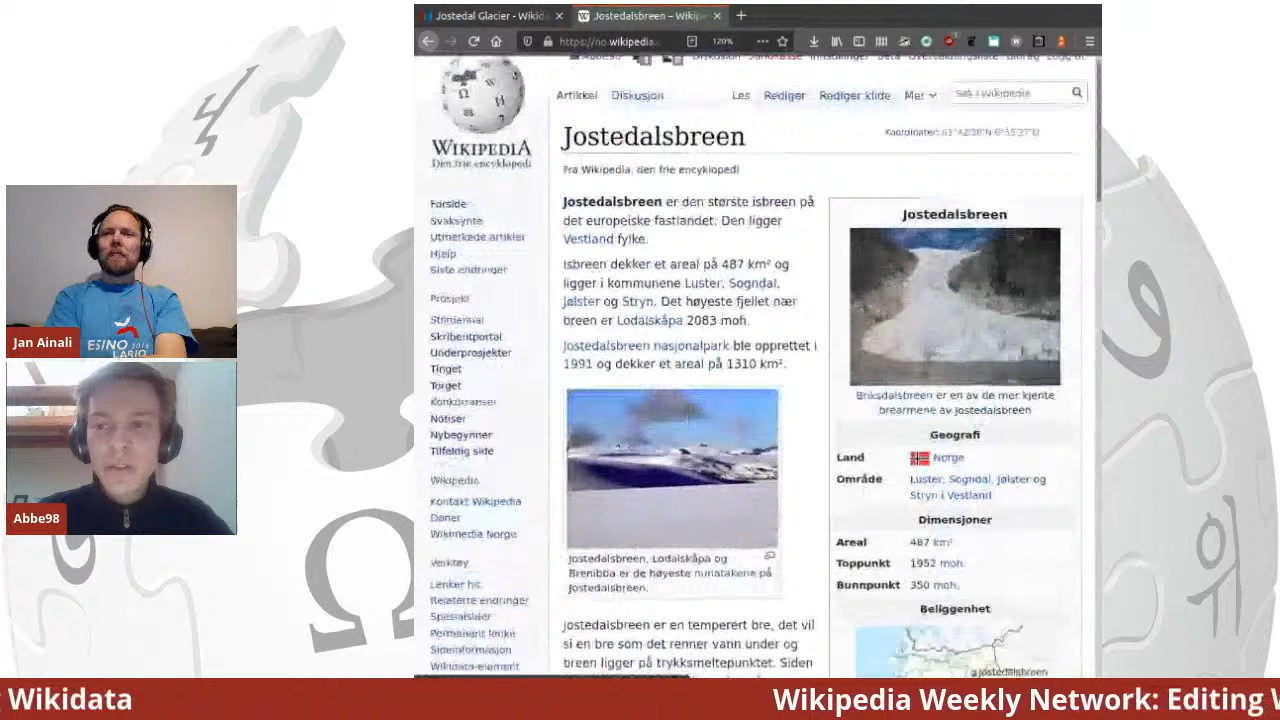 Jostedal Glacier - Wikid
Jostedalsbreen – Wikip
https://no.wikipedia.
120%
Artikkel Diskusjon Les Rediger Rediger kilde Mer
Søk i Wikipedia
WIKIPEDIA
Den frie encyklopedi
Jostedalsbreen
Fra Wikipedia, den frie encyklopedi
Forside
Svaksynte
Utmerkede artikler
Hjelp
Siste endringer
Prosjekt
Skribentportal
Underprosjekter
Tinget
Torget
Konkurranser
Notiser
Nybegynner
Tilfeldig side
Wikipedia
Kontakt Wikipedia
Doner
Wikimedia Norge
Verktøy
Lenker hit
Relaterte endringer
Spesialsider
Permanent lenke
Sideinformasjon
Wikidata-element
Jostedalsbreen er den største isbreen på
det europeiske fastlandet. Den ligger
Vestland fylke.
Isbreen dekker et areal på 487 km² og
ligger i kommunene Luster, Sogndal,
Jølster og Stryn. Det høyeste fjellet nær
breen er Lodalskåpa 2083 moh.
Jostedalsbreen nasjonalpark ble opprettet i
1991 og dekker et areal på 1310 km².
Jostedalsbreen, Lodalskåpa og
Brenibba er de høyeste nunatakene på
Jostedalsbreen.
Jostedalsbreen er en temperert bre, det vil
si en bre som det renner vann under og
breen ligger på trykksmeltepunktet. Siden
Jostedalsbreen
Briksdalsbreen er en av de mer kjente
brearmene av Jostedalsbreen
Geografi
Land Norge
Område Luster, Sogndal, Jølster og
Stryn i Vestland
Dimensjoner
Areal 487 km²
Toppunkt 1952 moh.
Bunnpunkt 350 moh.
Beliggenhet
Jostedalsbreen
ESINO
LARIO
2016
Jan Ainali
Abbe98
Wikidata
Wikipedia Weekly Network: Editing W